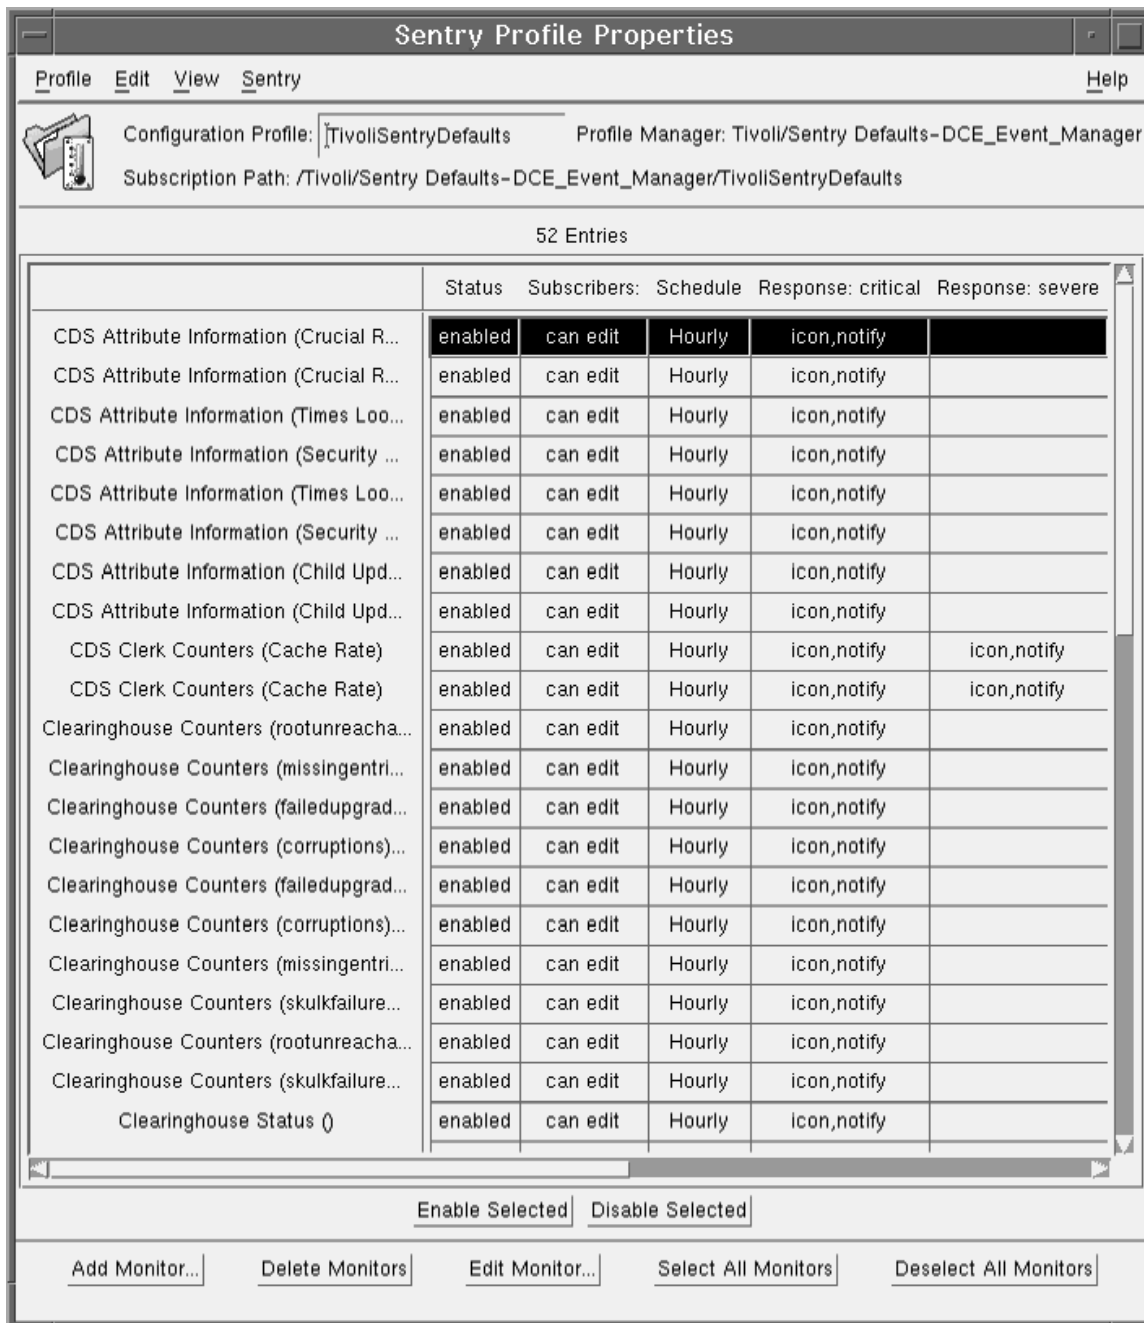 Sentry Profile Properties
Profile Edit View Sentry Help
Configuration Profile: TivoliSentryDefaults Profile Manager: Tivoli/Sentry Defaults-DCE_Event_Manager
Subscription Path: /Tivoli/Sentry Defaults-DCE_Event_Manager/TivoliSentryDefaults
52 Entries
Status Subscribers: Schedule Response: critical Response: severe
CDS Attribute Information (Crucial R... enabled can edit Hourly icon,notify
CDS Attribute Information (Crucial R... enabled can edit Hourly icon,notify
CDS Attribute Information (Times Loo... enabled can edit Hourly icon,notify
CDS Attribute Information (Security ... enabled can edit Hourly icon,notify
CDS Attribute Information (Times Loo... enabled can edit Hourly icon,notify
CDS Attribute Information (Security ... enabled can edit Hourly icon,notify
CDS Attribute Information (Child Upd... enabled can edit Hourly icon,notify
CDS Attribute Information (Child Upd... enabled can edit Hourly icon,notify
CDS Clerk Counters (Cache Rate) enabled can edit Hourly icon,notify icon,notify
CDS Clerk Counters (Cache Rate) enabled can edit Hourly icon,notify icon,notify
Clearinghouse Counters (rootunreacha... enabled can edit Hourly icon,notify
Clearinghouse Counters (missingentri... enabled can edit Hourly icon,notify
Clearinghouse Counters (failedupgrad... enabled can edit Hourly icon,notify
Clearinghouse Counters (corruptions)... enabled can edit Hourly icon,notify
Clearinghouse Counters (failedupgrad... enabled can edit Hourly icon,notify
Clearinghouse Counters (corruptions)... enabled can edit Hourly icon,notify
Clearinghouse Counters (missingentri... enabled can edit Hourly icon,notify
Clearinghouse Counters (skulkfailure... enabled can edit Hourly icon,notify
Clearinghouse Counters (rootunreacha... enabled can edit Hourly icon,notify
Clearinghouse Counters (skulkfailure... enabled can edit Hourly icon,notify
Clearinghouse Status () enabled can edit Hourly icon,notify
Enable Selected Disable Selected
Add Monitor... Delete Monitors Edit Monitor... Select All Monitors Deselect All Monitors